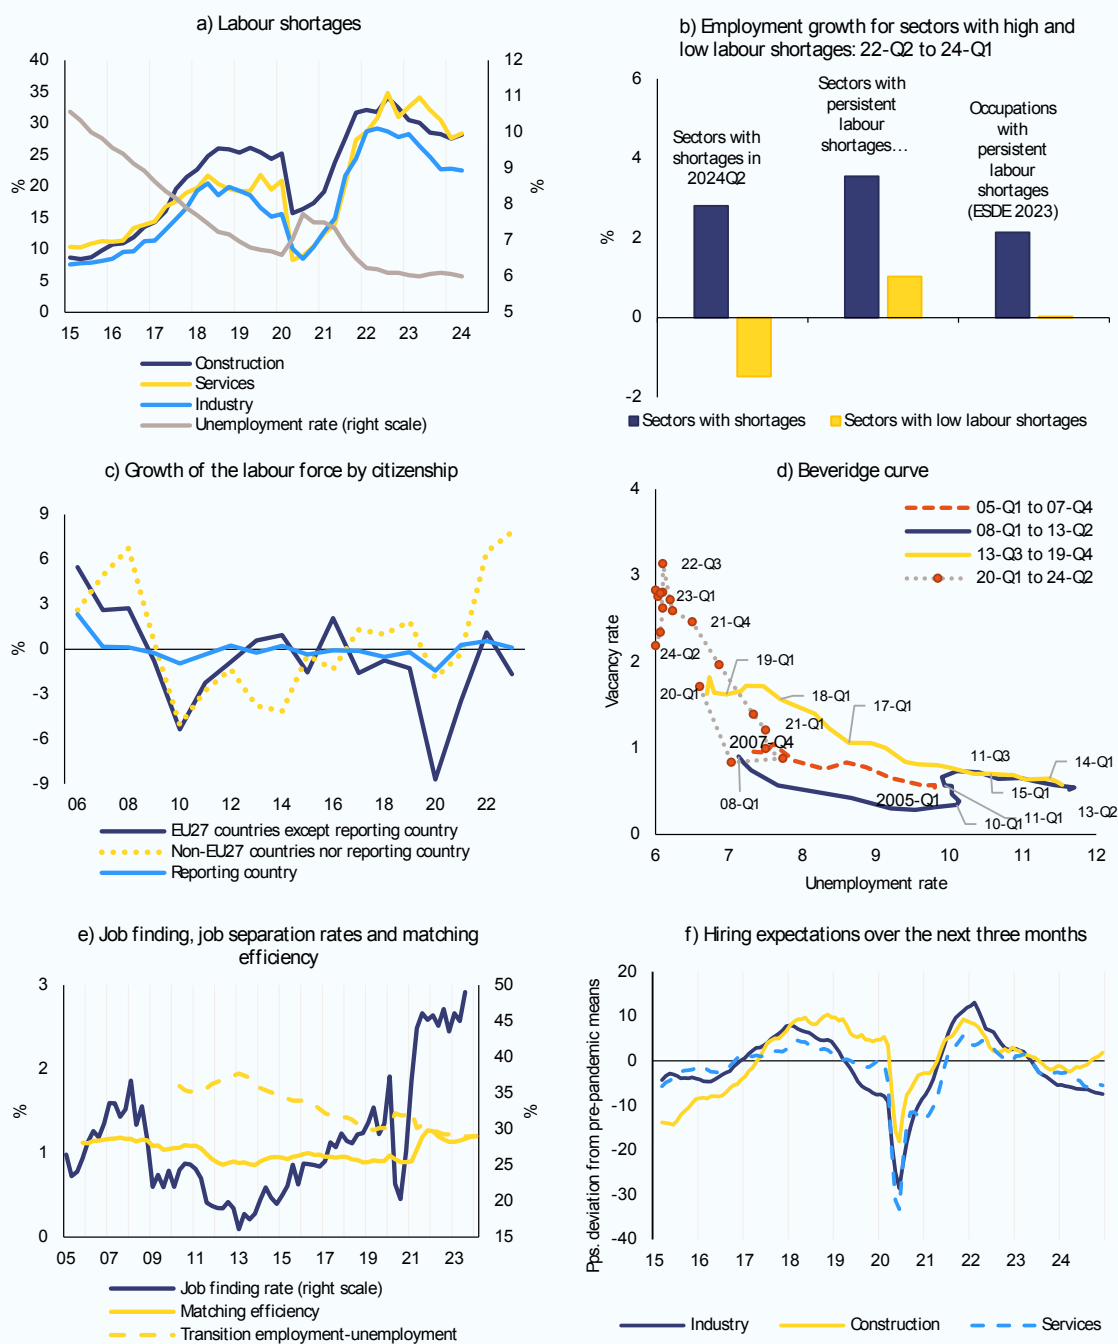 a) Labour shortages
40
35
30
25
20
15
10
5
0
%
12
11
10
9
8
7
6
5
%
15 16 17 18 19 20 21 22 23 24
Construction
Services
Industry
Unemployment rate (right scale)
b) Employment growth for sectors with high and
low labour shortages: 22-Q2 to 24-Q1
6
4
2
0
-2
%
Sectors with
shortages in
2024Q2
Sectors with
persistent
labour
shortages…
Occupations
with
persistent
labour
shortages
(ESDE 2023)
Sectors with shortages
Sectors with low labour shortages
c) Growth of the labour force by citizenship
9
6
3
0
-3
-6
-9
%
06 08 10 12 14 16 18 20 22
EU27 countries except reporting country
Non-EU27 countries nor reporting country
Reporting country
d) Beveridge curve
4
3
2
1
0
Vacancy rate
05-Q1 to 07-Q4
08-Q1 to 13-Q2
13-Q3 to 19-Q4
20-Q1 to 24-Q2
22-Q3
23-Q1
21-Q4
24-Q2
19-Q1
20-Q1
18-Q1
17-Q1
21-Q1
2007-Q4
11-Q3
14-Q1
15-Q1
2005-Q1
08-Q1
13-Q2
11-Q1
10-Q1
6 7 8 9 10 11 12
Unemployment rate
e) Job finding, job separation rates and matching
efficiency
3
2
1
0
%
50
45
40
35
30
25
20
15
%
05 07 09 11 13 15 17 19 21 23
Job finding rate (right scale)
Matching efficiency
Transition employment-unemployment
f) Hiring expectations over the next three months
20
10
0
-10
-20
-30
-40
Pps. deviation from pre-pandemic means
15 16 17 18 19 20 21 22 23 24
Industry
Construction
Services